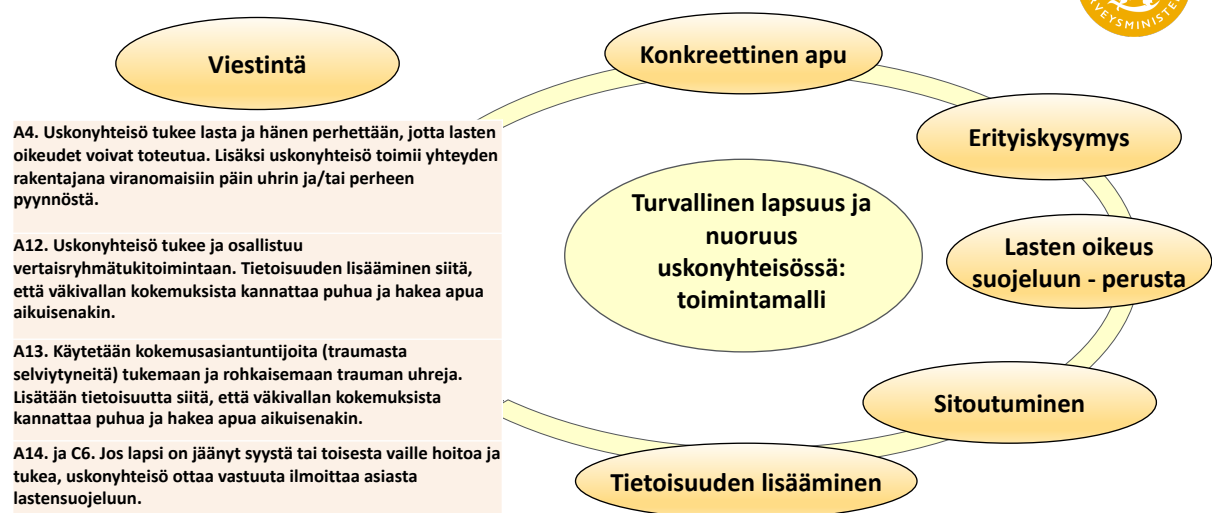 Viestintä
A4. Uskonyhteisö tukee lasta ja hänen perhettään, jotta lasten
oikeudet voivat toteutua. Lisäksi uskonyhteisö toimii yhteyden
rakentajana viranomaisiin päin uhrin ja/tai perheen
pyynnöstä.
A12. Uskonyhteisö tukee ja osallistuu
vertaisryhmätukitoimintaan. Tietoisuuden lisääminen siitä,
että väkivallan kokemuksista kannattaa puhua ja hakea apua
aikuisenakin.
A13. Käytetään kokemusasiantuntijoita (traumasta
selviytyneitä) tukemaan ja rohkaisemaan trauman uhreja.
Lisätään tietoisuutta siitä, että väkivallan kokemuksista
kannattaa puhua ja hakea apua aikuisenakin.
A14. ja C6. Jos lapsi on jäänyt syystä tai toisesta vaille hoitoa ja
tukea, uskonyhteisö ottaa vastuuta ilmoittaa asiasta
lastensuojeluun.
Konkreettinen apu
Erityiskysymys
Lasten oikeus
suojeluun - perusta
Sitoutuminen
Tietoisuuden lisääminen
Turvallinen lapsuus ja
nuoruus
uskonyhteisössä:
toimintamalli